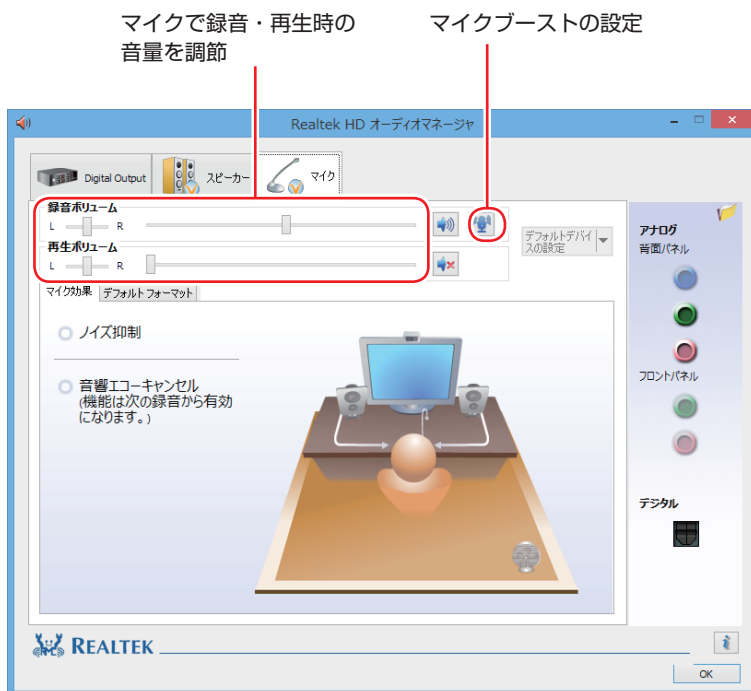 マイクで録音・再生時の
音量を調節
マイクブーストの設定
Realtek HD オーディオマネージャ
Digital Output
スピーカー
マイク
録音ボリューム
L R
再生ボリューム
L R
デフォルトデバイ
スの設定
マイク効果 デフォルト フォーマット
ノイズ抑制
音響エコーキャンセル
(機能は次の録音から有効
になります。)
アナログ
背面パネル
フロントパネル
デジタル
REALTEK
i
OK